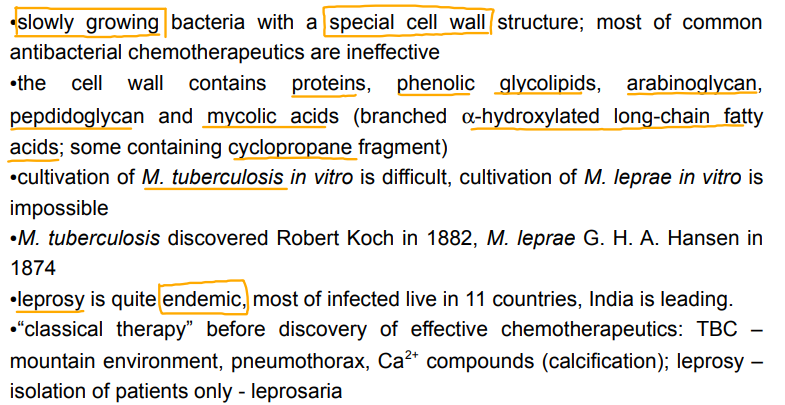 •slowly growing bacteria with a special cell wall structure; most of common
antibacterial chemotherapeutics are ineffective
•the cell wall contains proteins, phenolic glycolipids, arabinoglycan,
pepdidoglycan and mycolic acids (branched α-hydroxylated long-chain fatty
acids; some containing cyclopropane fragment)
•cultivation of M. tuberculosis in vitro is difficult, cultivation of M. leprae in vitro is
impossible
•M. tuberculosis discovered Robert Koch in 1882, M. leprae G. H. A. Hansen in
1874
•leprosy is quite endemic, most of infected live in 11 countries, India is leading.
•“classical therapy” before discovery of effective chemotherapeutics: TBC –
mountain environment, pneumothorax, Ca²⁺ compounds (calcification); leprosy –
isolation of patients only - leprosaria